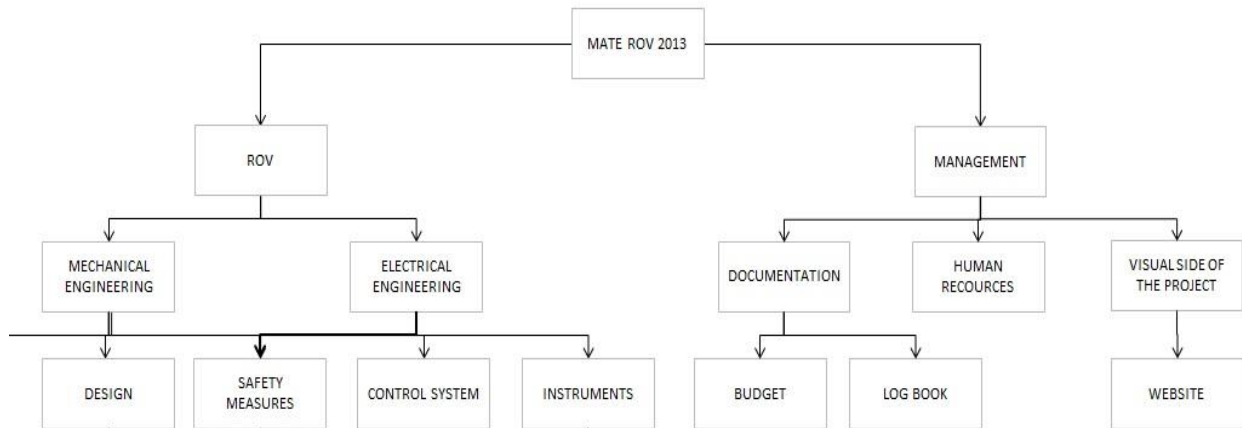 MATE ROV 2013
ROV
MANAGEMENT
MECHANICAL
ENGINEERING
ELECTRICAL
ENGINEERING
DOCUMENTATION
HUMAN
RECOURCES
VISUAL SIDE OF
THE PROJECT
DESIGN
SAFETY
MEASURES
CONTROL SYSTEM
INSTRUMENTS
BUDGET
LOG BOOK
WEBSITE